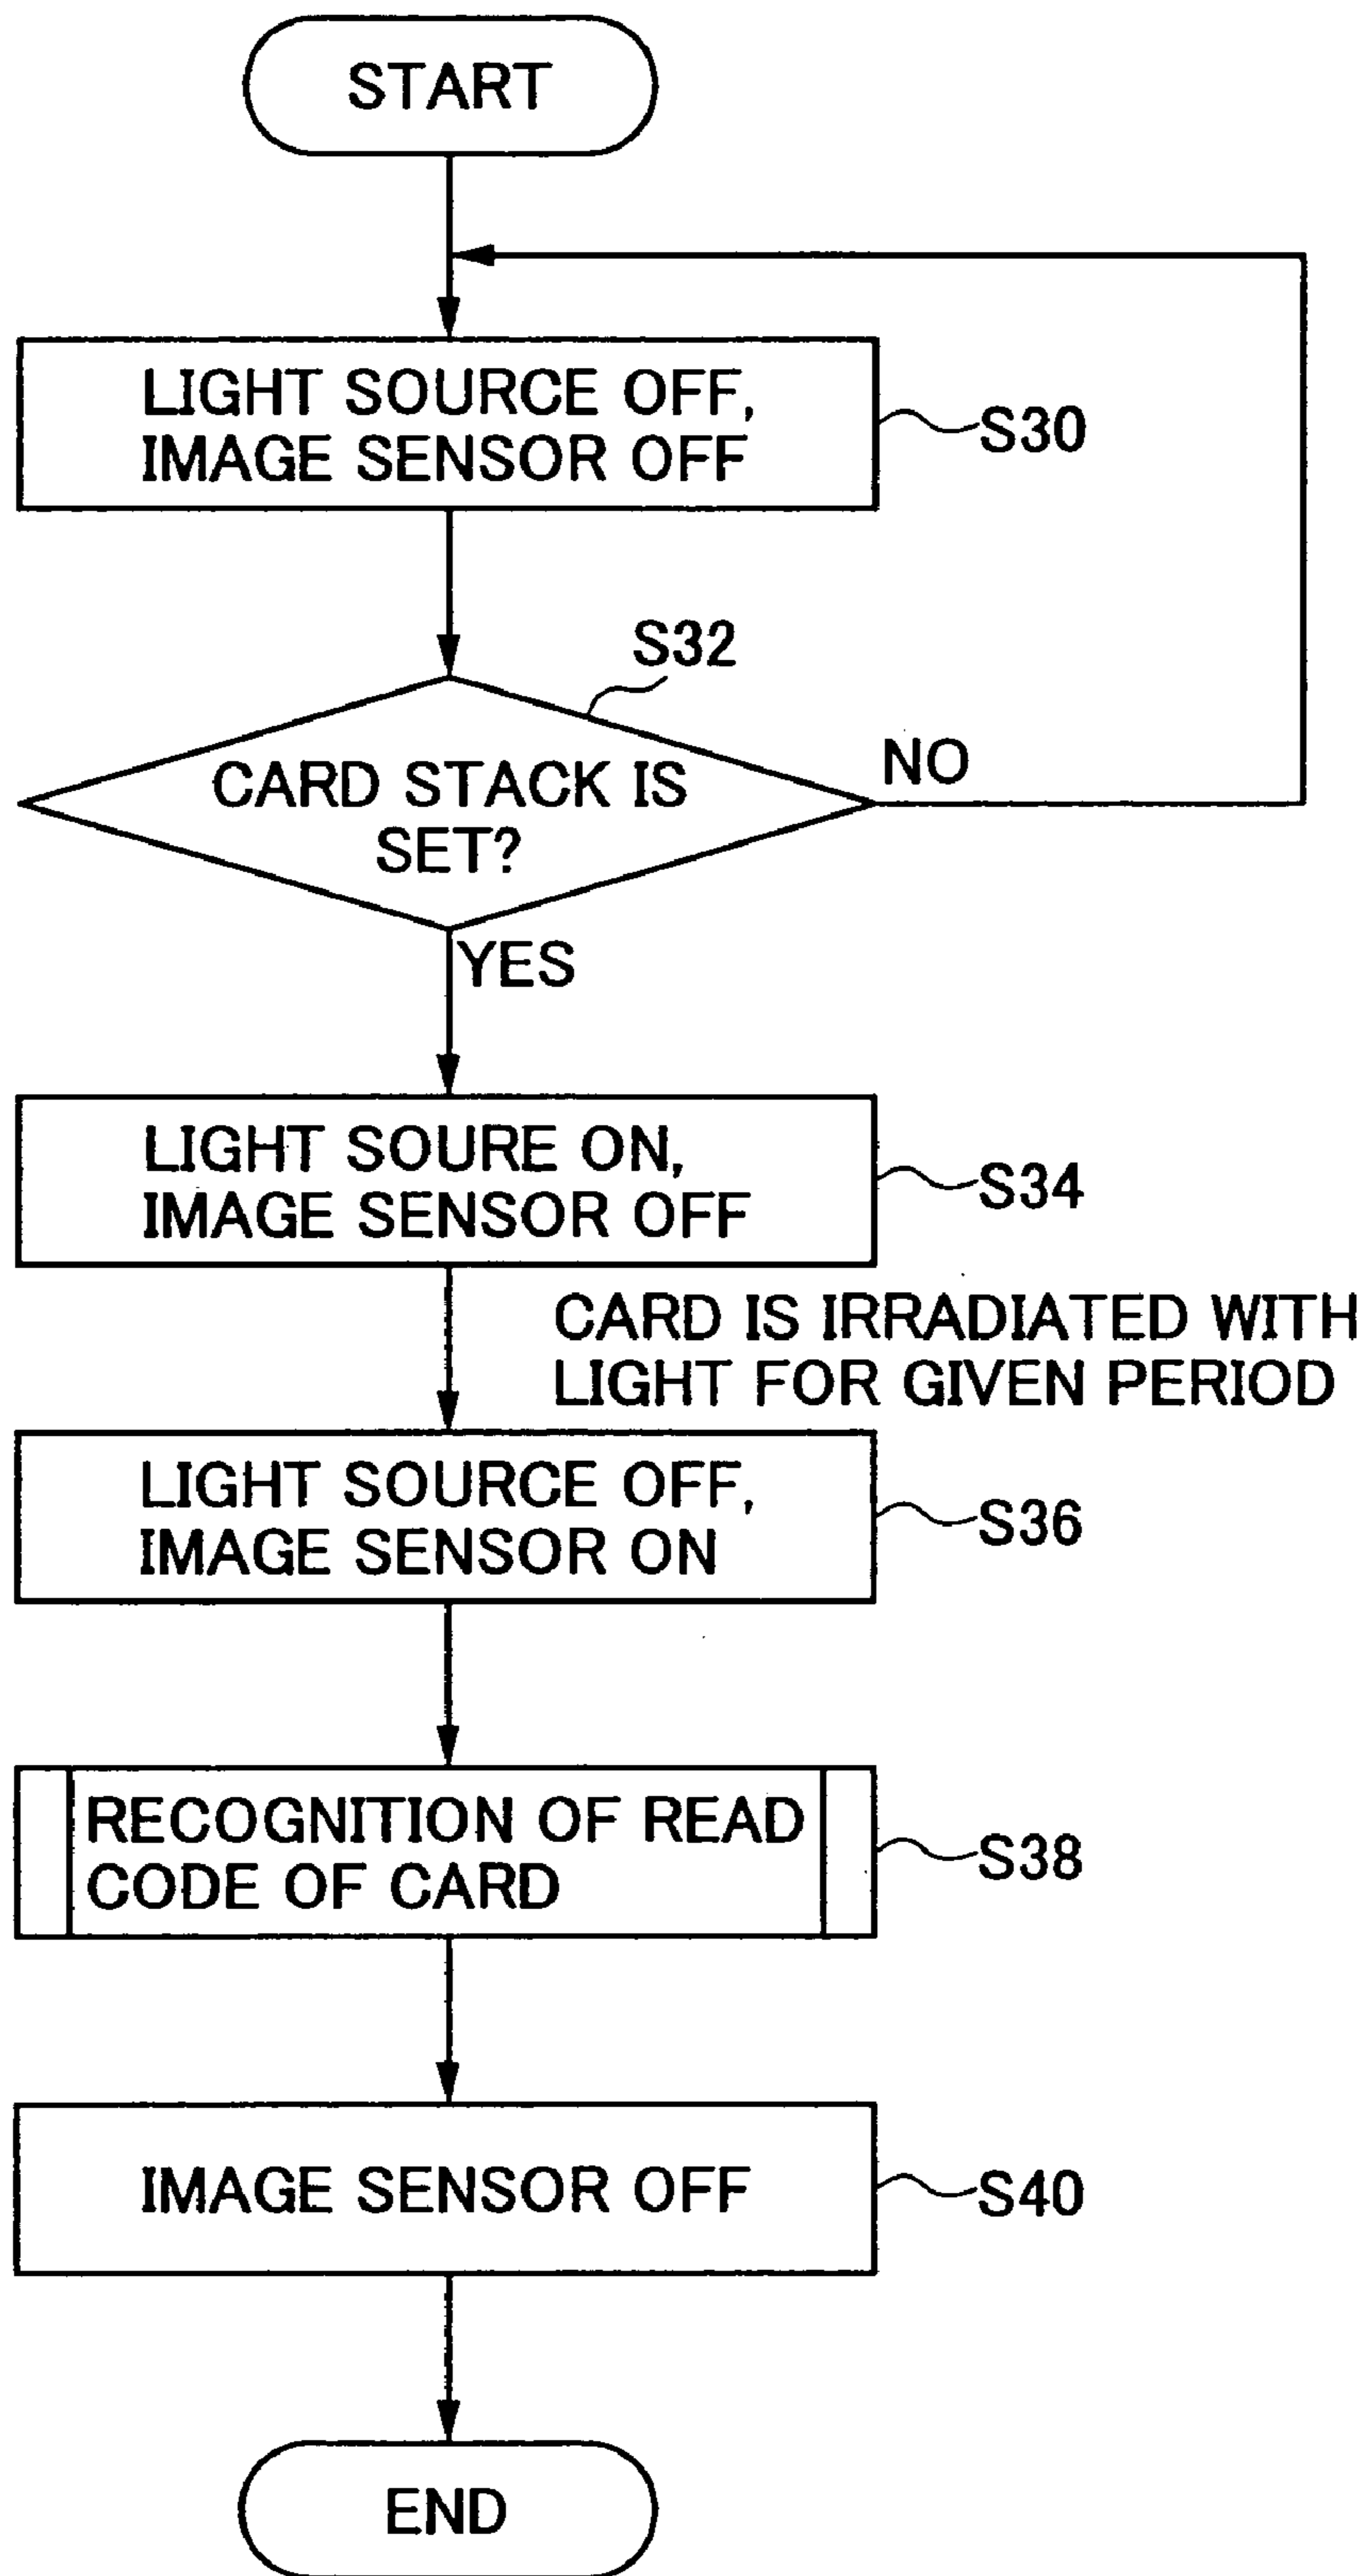 START
LIGHT SOURCE OFF,
IMAGE SENSOR OFF
S30
S32
CARD STACK IS
SET?
NO
YES
LIGHT SOURE ON,
IMAGE SENSOR OFF
S34
CARD IS IRRADIATED WITH
LIGHT FOR GIVEN PERIOD
LIGHT SOURCE OFF,
IMAGE SENSOR ON
S36
RECOGNITION OF READ
CODE OF CARD
S38
IMAGE SENSOR OFF
S40
END